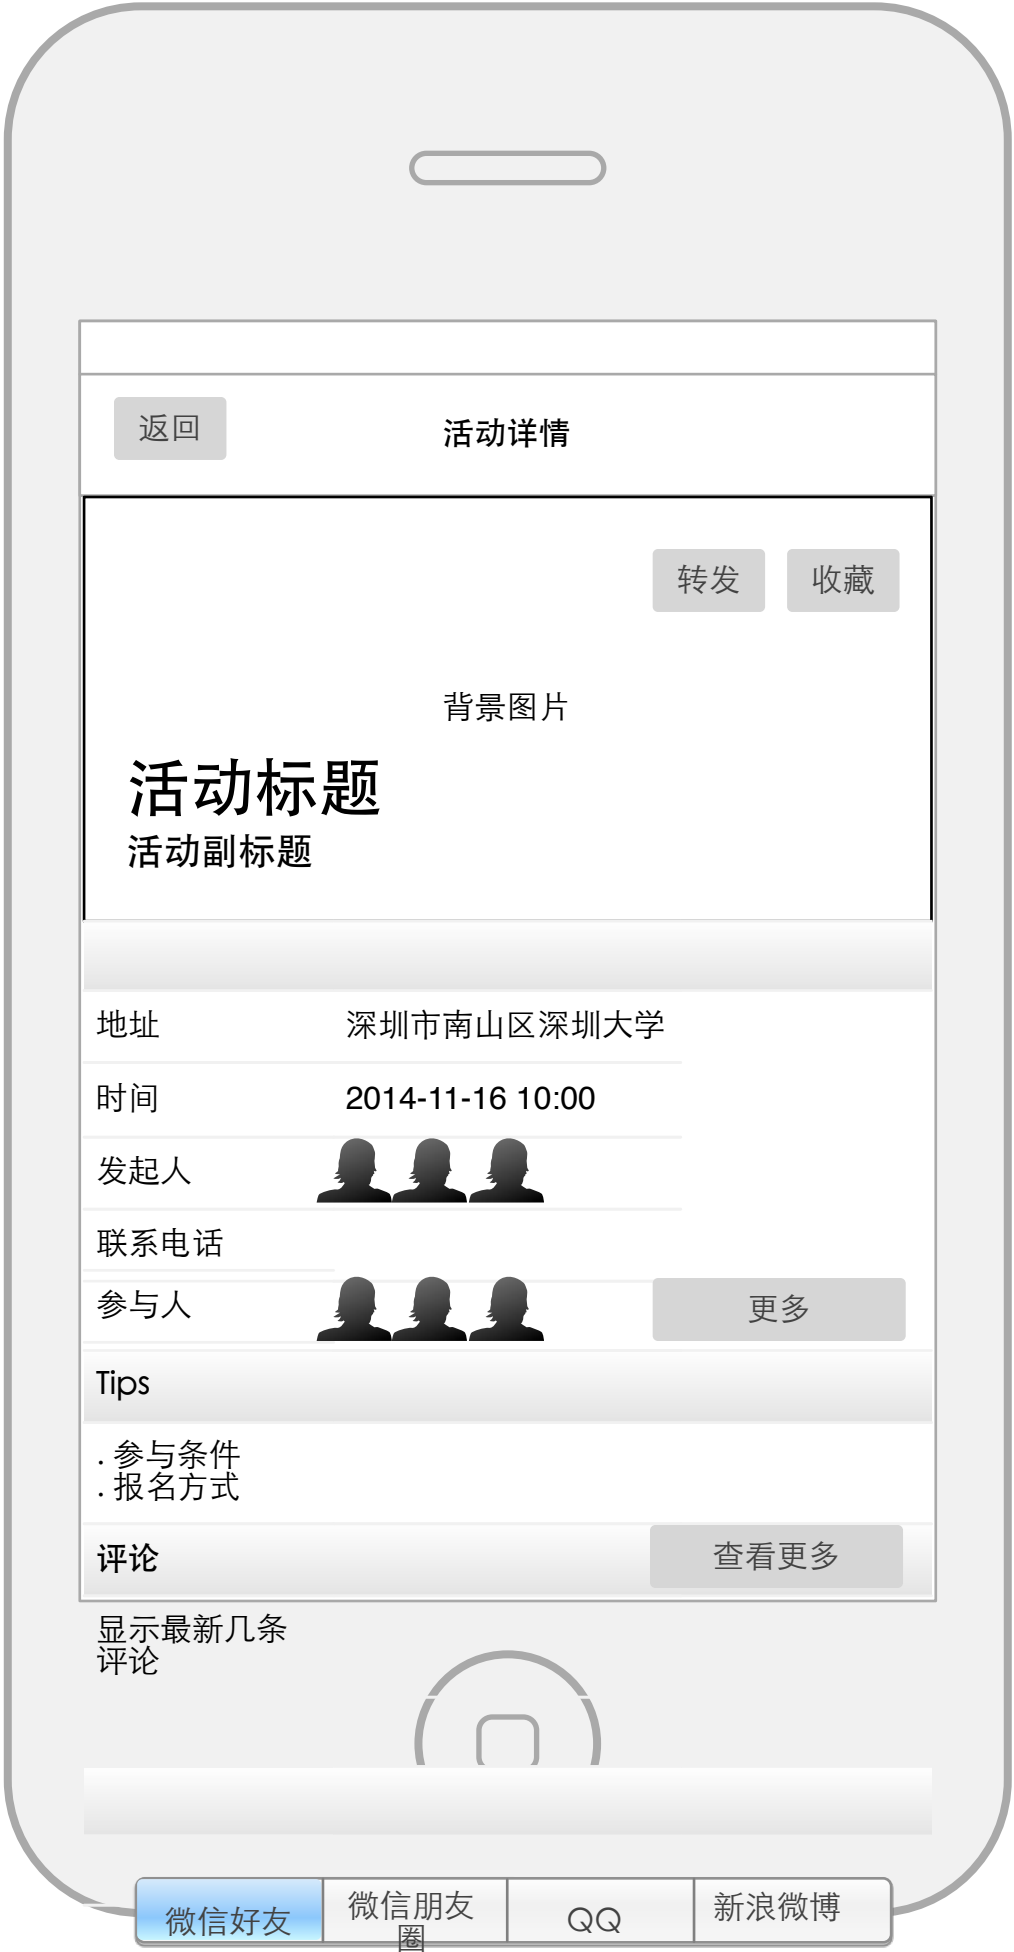 返回
活动详情
转发
收藏
背景图片
活动标题
活动副标题
地址 深圳市南山区深圳大学
时间 2014-11-16 10:00
发起人
联系电话
参与人 更多
Tips
. 参与条件
. 报名方式
评论 查看更多
显示最新几条
评论
微信好友
微信朋友
圈
QQ
新浪微博